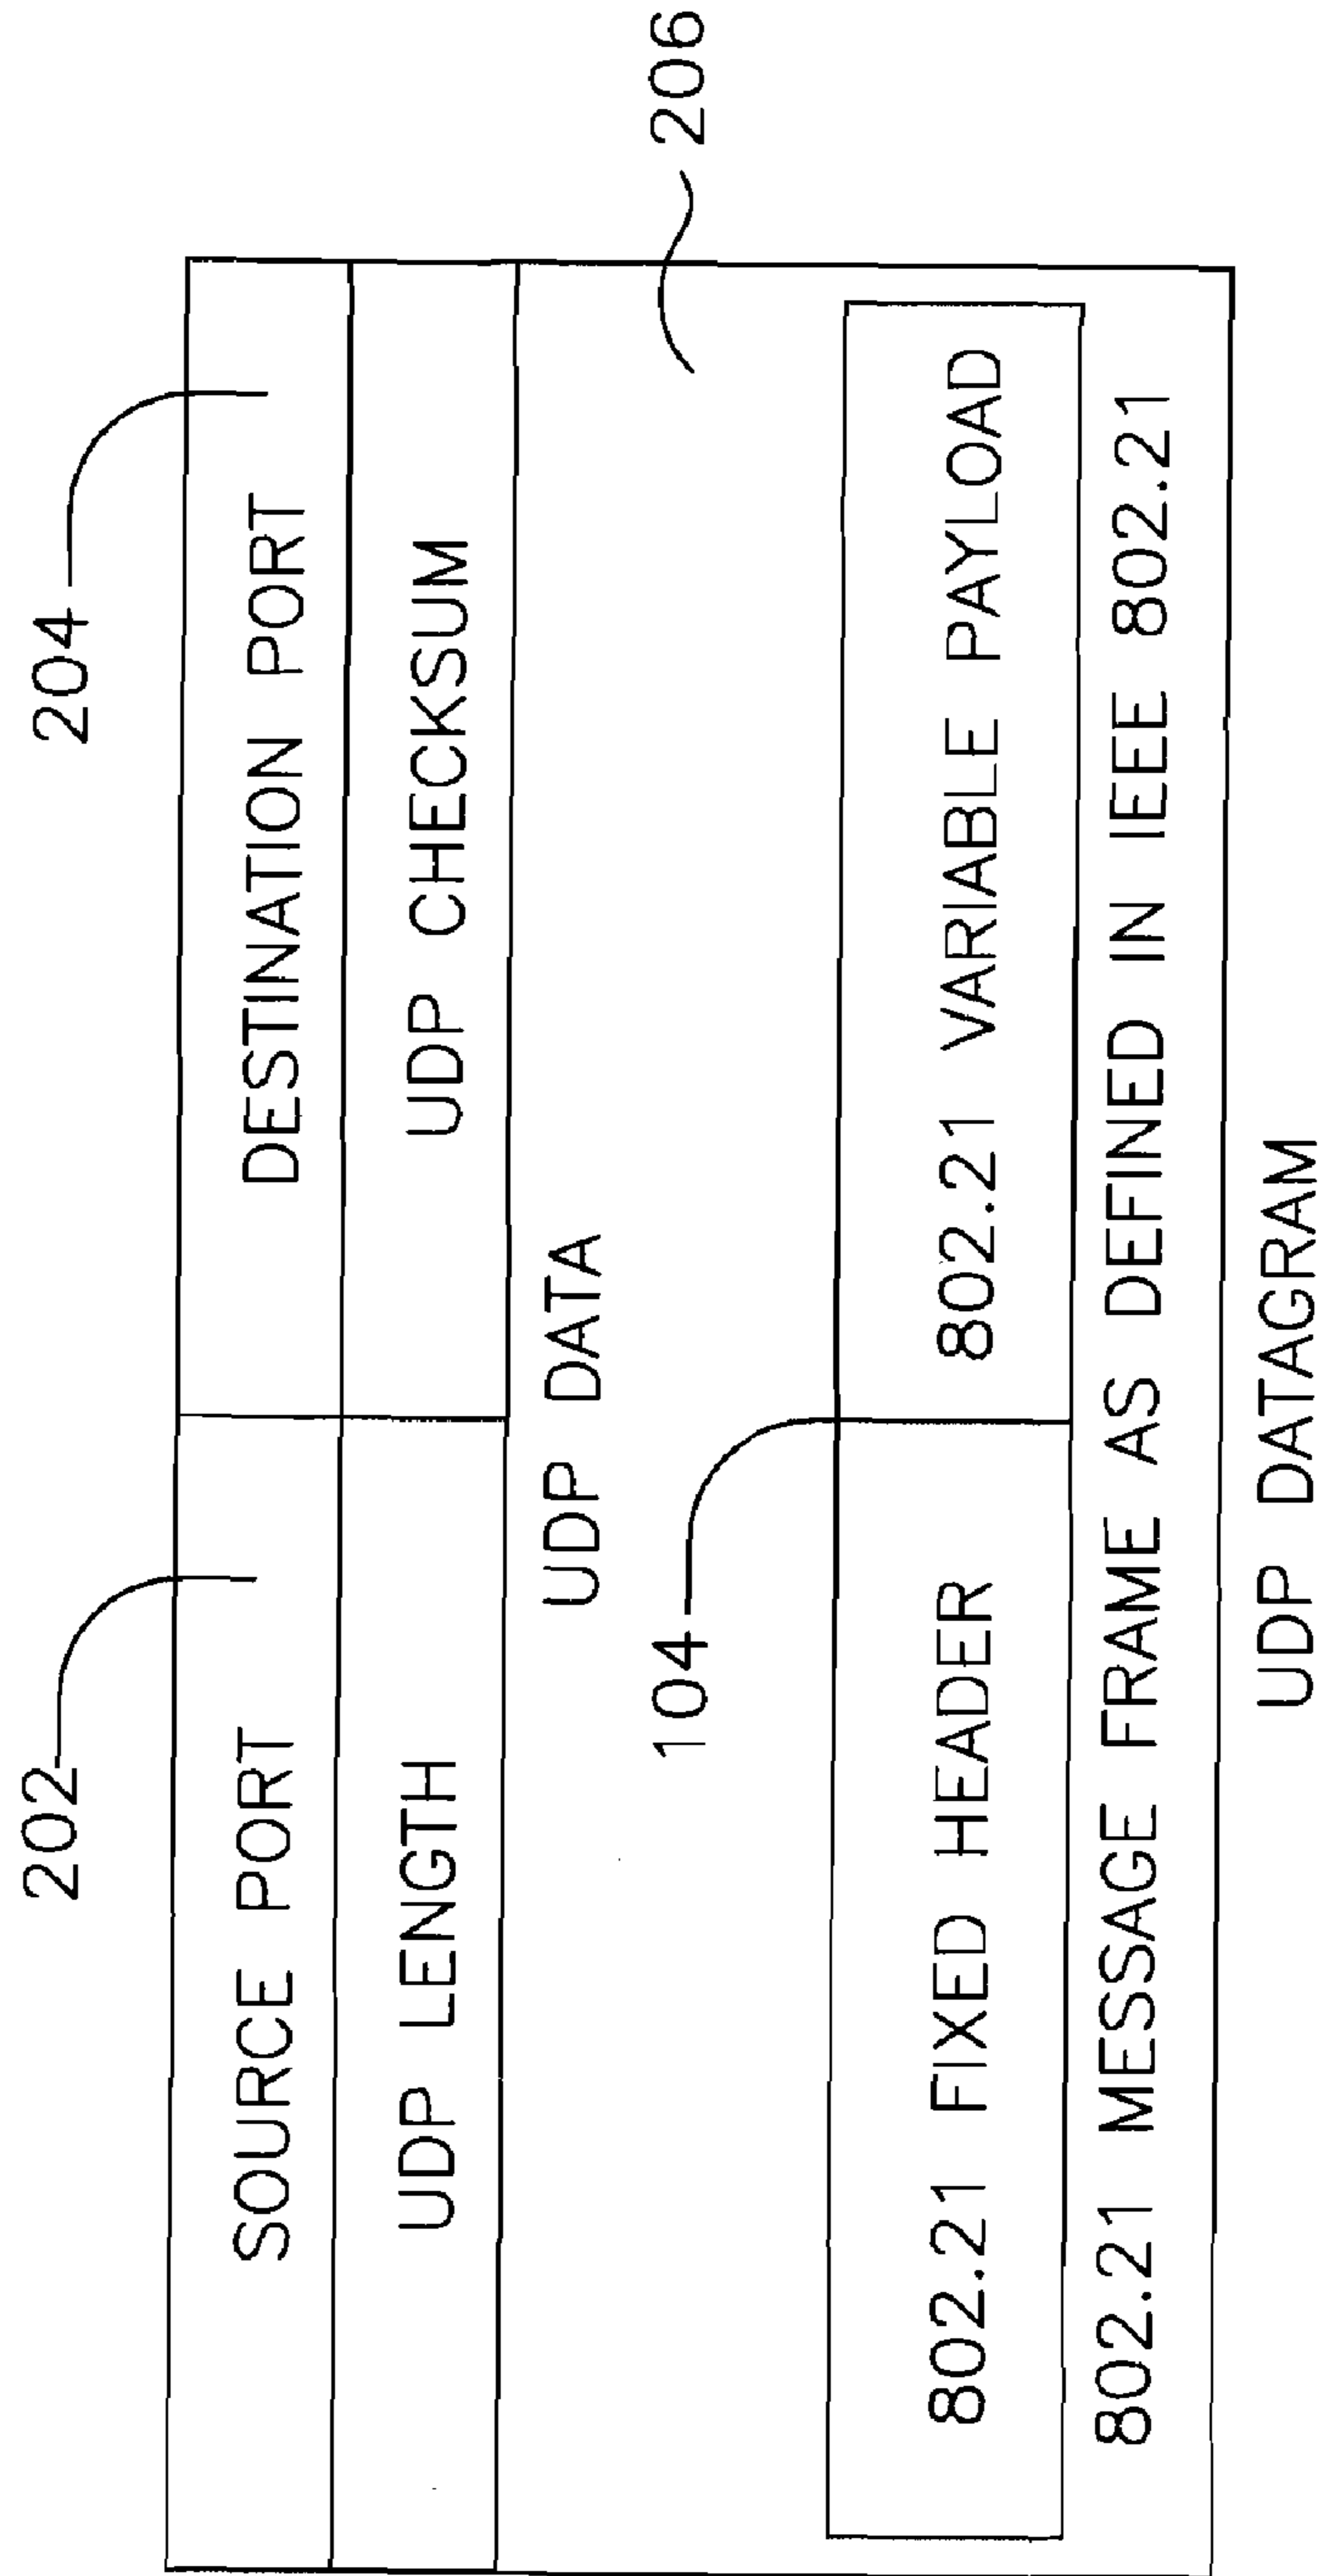 202
204
SOURCE PORT
DESTINATION PORT
UDP LENGTH
UDP CHECKSUM
UDP DATA
206
104
802.21 FIXED HEADER
802.21 VARIABLE PAYLOAD
802.21 MESSAGE FRAME AS DEFINED IN IEEE 802.21
UDP DATAGRAM